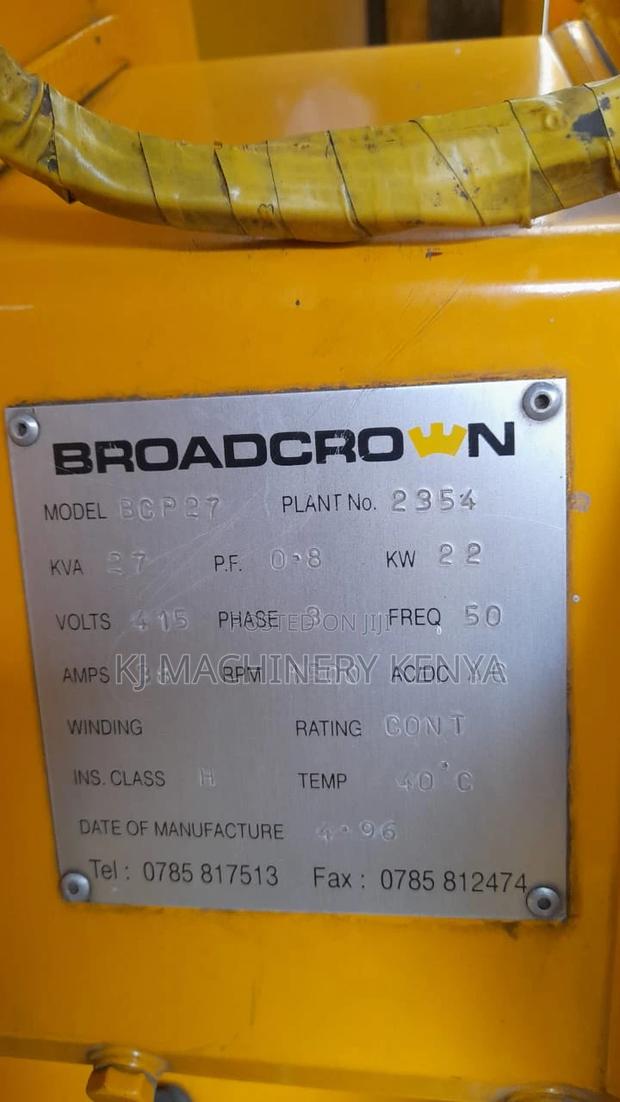 BROADCROWN
MODEL BCP27 PLANT No. 2354
KVA 27 P.F. 0.8 KW 22
VOLTS 415 PHASE 3 FREQ 50
POSTED ON JIJI
AMPS RPM AC/DC
KJ MACHINERY KENYA
WINDING RATING CONT
INS. CLASS H TEMP 40°C
DATE OF MANUFACTURE 4.96
Tel : 0785 817513 Fax : 0785 812474